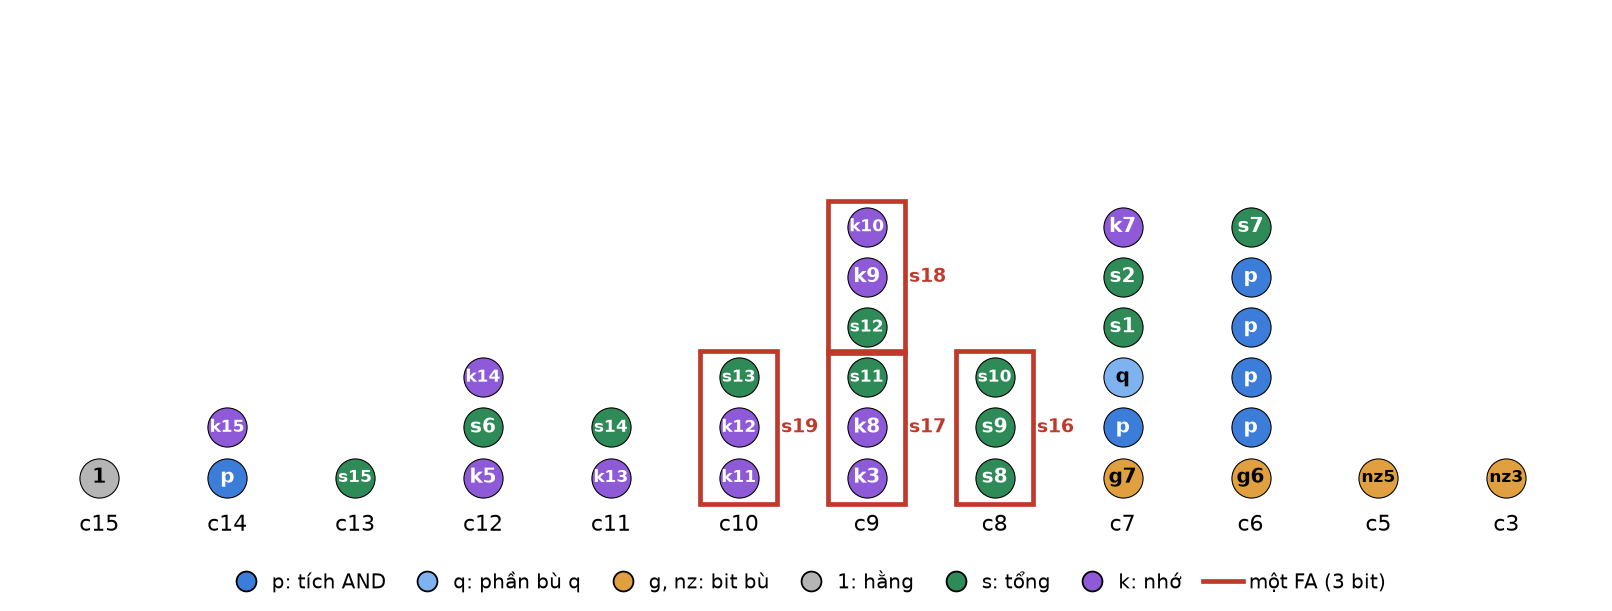 k10 k7 s7
k9 s18 s2 p
s12 s1 p
k14 s13 s11 s10 q p
k15 s6 s14 k12 s19 k8 s17 s9 s16 p p
1 p s15 k5 k13 k11 k3 s8 g7 g6 nz5 nz3
c15 c14 c13 c12 c11 c10 c9 c8 c7 c6 c5 c3
p: tích AND q: phần bù q g, nz: bit bù 1: hằng s: tổng k: nhớ một FA (3 bit)